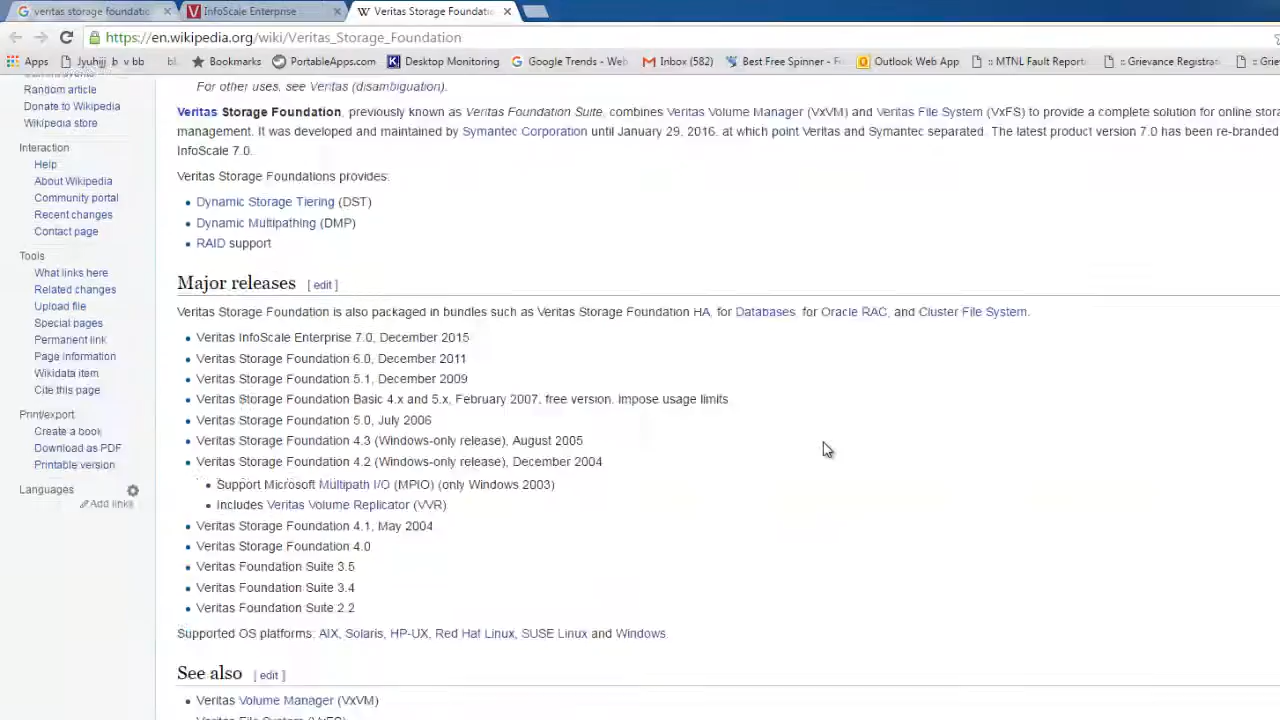 veritas storage foundatio
InfoScale Enterprise
Veritas Storage Foundatio
https://en.wikipedia.org/wiki/Veritas_Storage_Foundation
Apps
Jyuhijj b v bb
bl
Bookmarks
PortableApps.com
Desktop Monitoring
Google Trends - Web
Inbox (582)
Best Free Spinner - F
Outlook Web App
:: MTNL Fault Report
:: Grievance Registra
:: Grie
Random article
Donate to Wikipedia
Wikipedia store
Interaction
Help
About Wikipedia
Community portal
Recent changes
Contact page
Tools
What links here
Related changes
Upload file
Special pages
Permanent link
Page information
Wikidata item
Cite this page
Print/export
Create a book
Download as PDF
Printable version
Languages
Add links
For other uses, see Veritas (disambiguation).
Veritas Storage Foundation, previously known as Veritas Foundation Suite, combines Veritas Volume Manager (VxVM) and Veritas File System (VxFS) to provide a complete solution for online stora
management. It was developed and maintained by Symantec Corporation until January 29, 2016, at which point Veritas and Symantec separated. The latest product version 7.0 has been re-branded
InfoScale 7.0.
Veritas Storage Foundations provides:
Dynamic Storage Tiering (DST)
Dynamic Multipathing (DMP)
RAID support
Major releases [ edit ]
Veritas Storage Foundation is also packaged in bundles such as Veritas Storage Foundation HA, for Databases for Oracle RAC, and Cluster File System.
Veritas InfoScale Enterprise 7.0, December 2015
Veritas Storage Foundation 6.0, December 2011
Veritas Storage Foundation 5.1, December 2009
Veritas Storage Foundation Basic 4.x and 5.x, February 2007, free version. impose usage limits
Veritas Storage Foundation 5.0, July 2006
Veritas Storage Foundation 4.3 (Windows-only release), August 2005
Veritas Storage Foundation 4.2 (Windows-only release), December 2004
Support Microsoft Multipath I/O (MPIO) (only Windows 2003)
Includes Veritas Volume Replicator (VVR)
Veritas Storage Foundation 4.1, May 2004
Veritas Storage Foundation 4.0
Veritas Foundation Suite 3.5
Veritas Foundation Suite 3.4
Veritas Foundation Suite 2.2
Supported OS platforms: AIX, Solaris, HP-UX, Red Hat Linux, SUSE Linux and Windows.
See also [ edit ]
Veritas Volume Manager (VxVM)
Veritas File System (VxFS)